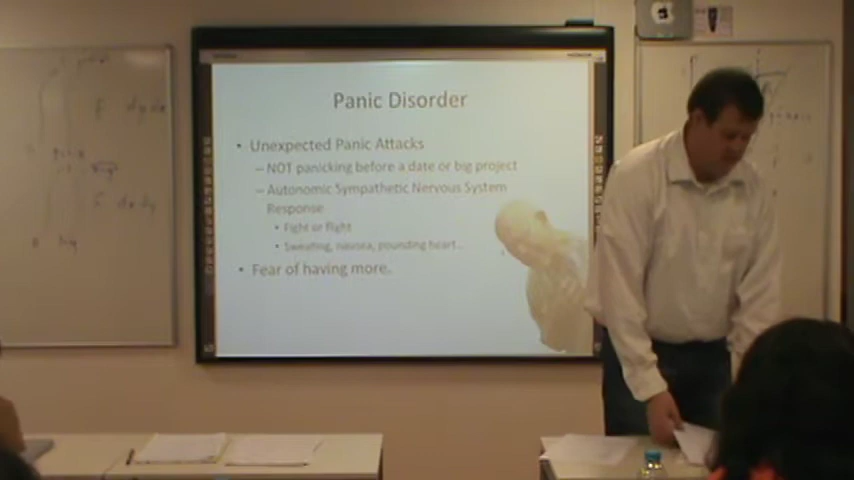 Panic Disorder
• Unexpected Panic Attacks
– NOT panicking before a date or big project
– Autonomic Sympathetic Nervous System
Response
• Fight or flight
• Sweating, nausea, pounding heart...
• Fear of having more.